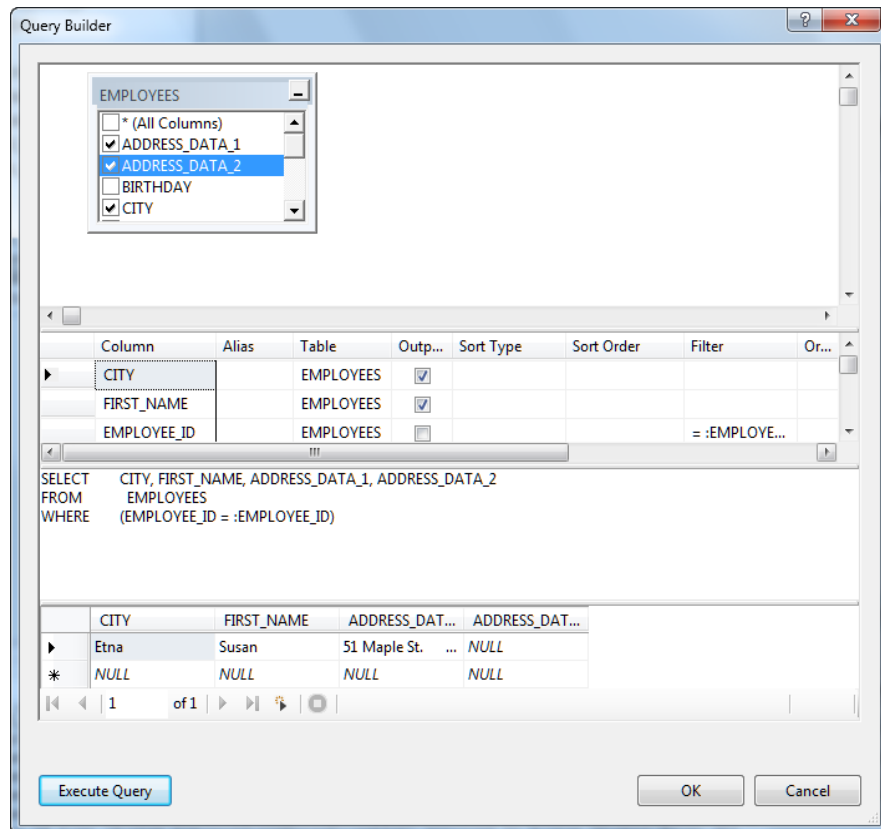 Query Builder
EMPLOYEES
* (All Columns)
ADDRESS_DATA_1
ADDRESS_DATA_2
BIRTHDAY
CITY
Column Alias Table Outp... Sort Type Sort Order Filter Or...
CITY EMPLOYEES
FIRST_NAME EMPLOYEES
EMPLOYEE_ID EMPLOYEES = :EMPLOYE...
SELECT CITY, FIRST_NAME, ADDRESS_DATA_1, ADDRESS_DATA_2
FROM EMPLOYEES
WHERE (EMPLOYEE_ID = :EMPLOYEE_ID)
CITY FIRST_NAME ADDRESS_DAT... ADDRESS_DAT...
Etna Susan 51 Maple St. ... NULL
NULL NULL NULL NULL
1 of 1
Execute Query OK Cancel